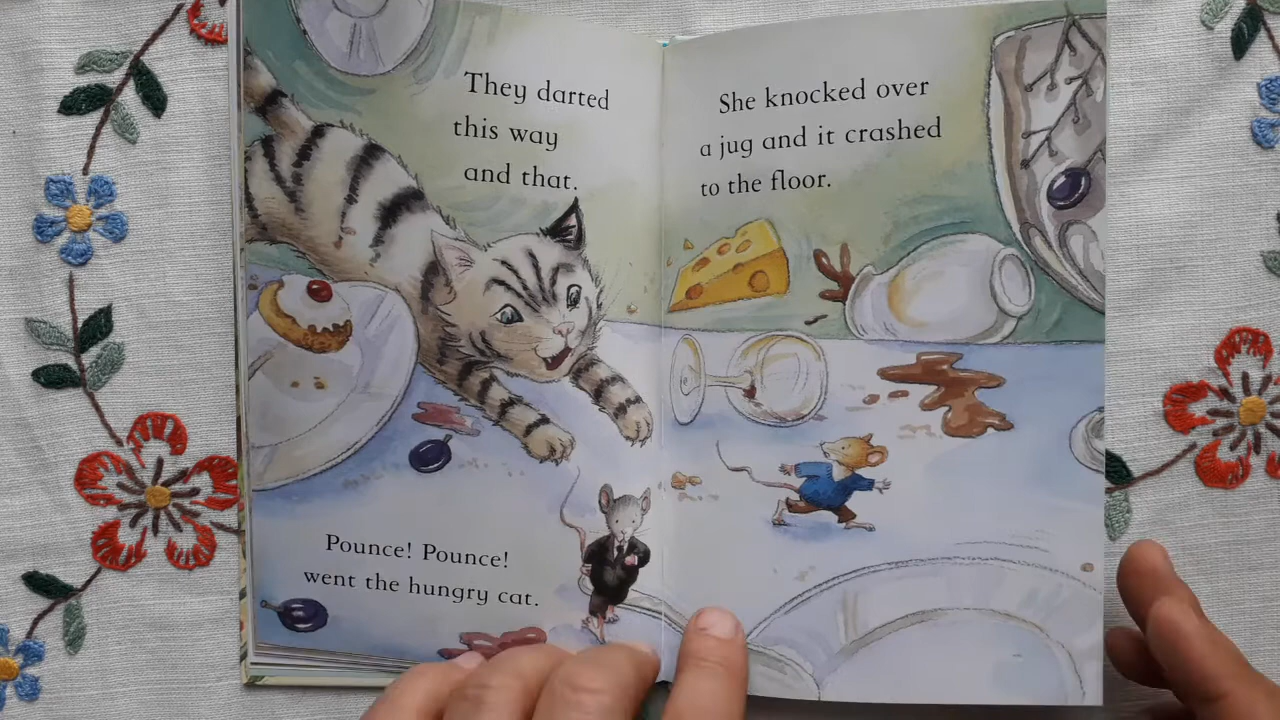 They darted
this way
and that.
Pounce! Pounce!
went the hungry cat.
She knocked over
a jug and it crashed
to the floor.